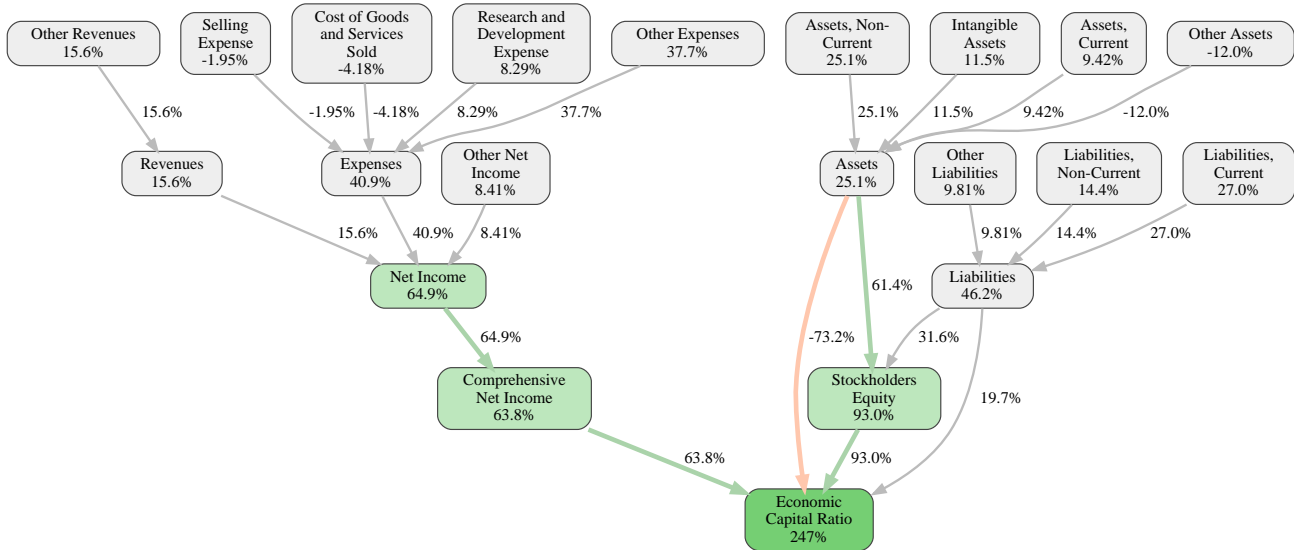 Other Revenues
15.6%
Selling
Expense
-1.95%
Cost of Goods
and Services
Sold
-4.18%
Research and
Development
Expense
8.29%
Other Expenses
37.7%
Assets, Non-
Current
25.1%
Intangible
Assets
11.5%
Assets,
Current
9.42%
Other Assets
-12.0%
15.6%
-1.95%
-4.18%
8.29%
37.7%
25.1%
11.5%
9.42%
-12.0%
Revenues
15.6%
Expenses
40.9%
Other Net
Income
8.41%
Assets
25.1%
Other
Liabilities
9.81%
Liabilities,
Non-Current
14.4%
Liabilities,
Current
27.0%
15.6%
40.9%
8.41%
9.81%
14.4%
27.0%
Net Income
64.9%
61.4%
Liabilities
46.2%
64.9%
-73.2%
31.6%
Comprehensive
Net Income
63.8%
Stockholders
Equity
93.0%
19.7%
63.8%
93.0%
Economic
Capital Ratio
247%